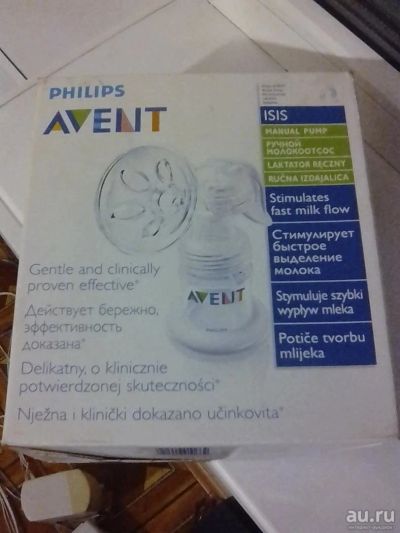 PHILIPS
AVENT
ISIS
MANUAL PUMP
РУЧНОЙ
МОЛОКООТСОС
LAKTATOR RĘCZNY
RUČNA IZDAJALICA
Stimulates
fast milk flow
Стимулирует
быстрое
выделение
молока
Stymuluje szybki
wypływ mleka
Potiče tvorbu
mlijeka
Gentle and clinically
proven effective*
Действует бережно,
эффективность
доказана*
Delikatny, o klinicznie
potwierdzonej skuteczności*
Nježna i klinički dokazano učinkovita*
AVENT
PHILIPS
au.ru